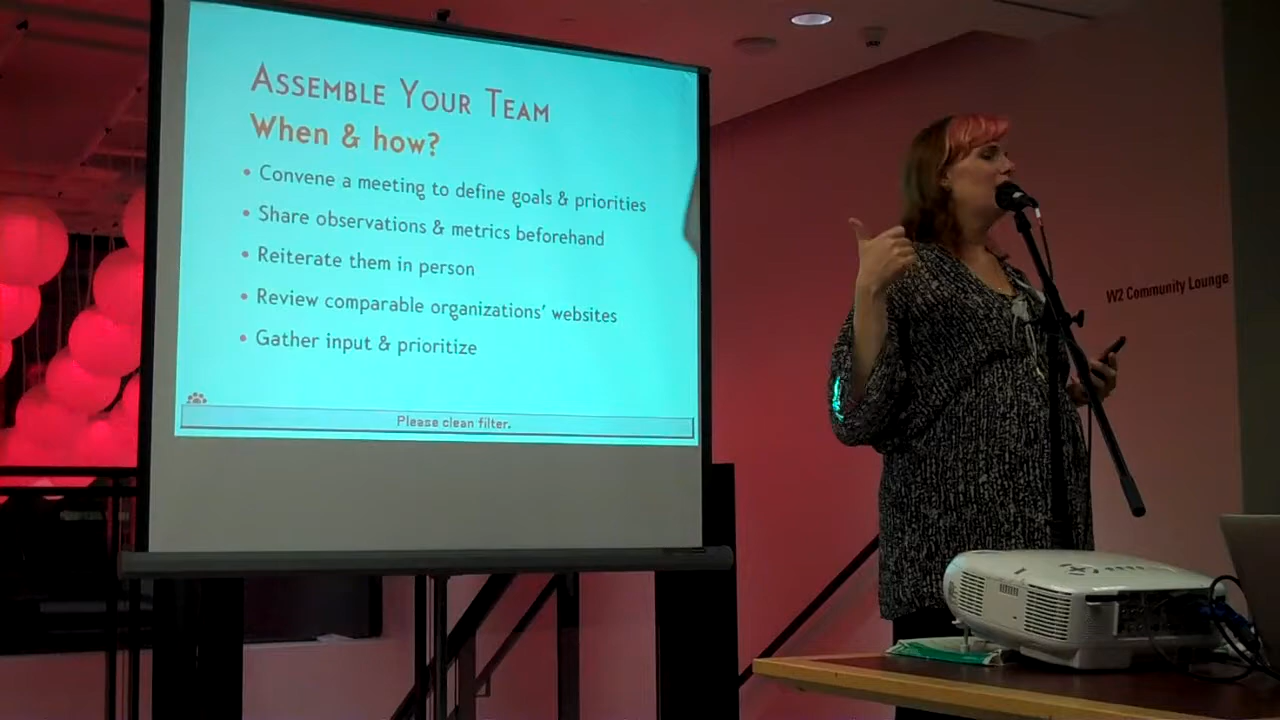 ASSEMBLE YOUR TEAM
When & how?
• Convene a meeting to define goals & priorities
• Share observations & metrics beforehand
• Reiterate them in person
• Review comparable organizations' websites
• Gather input & prioritize
Please clean filter.
W2 Community Lounge